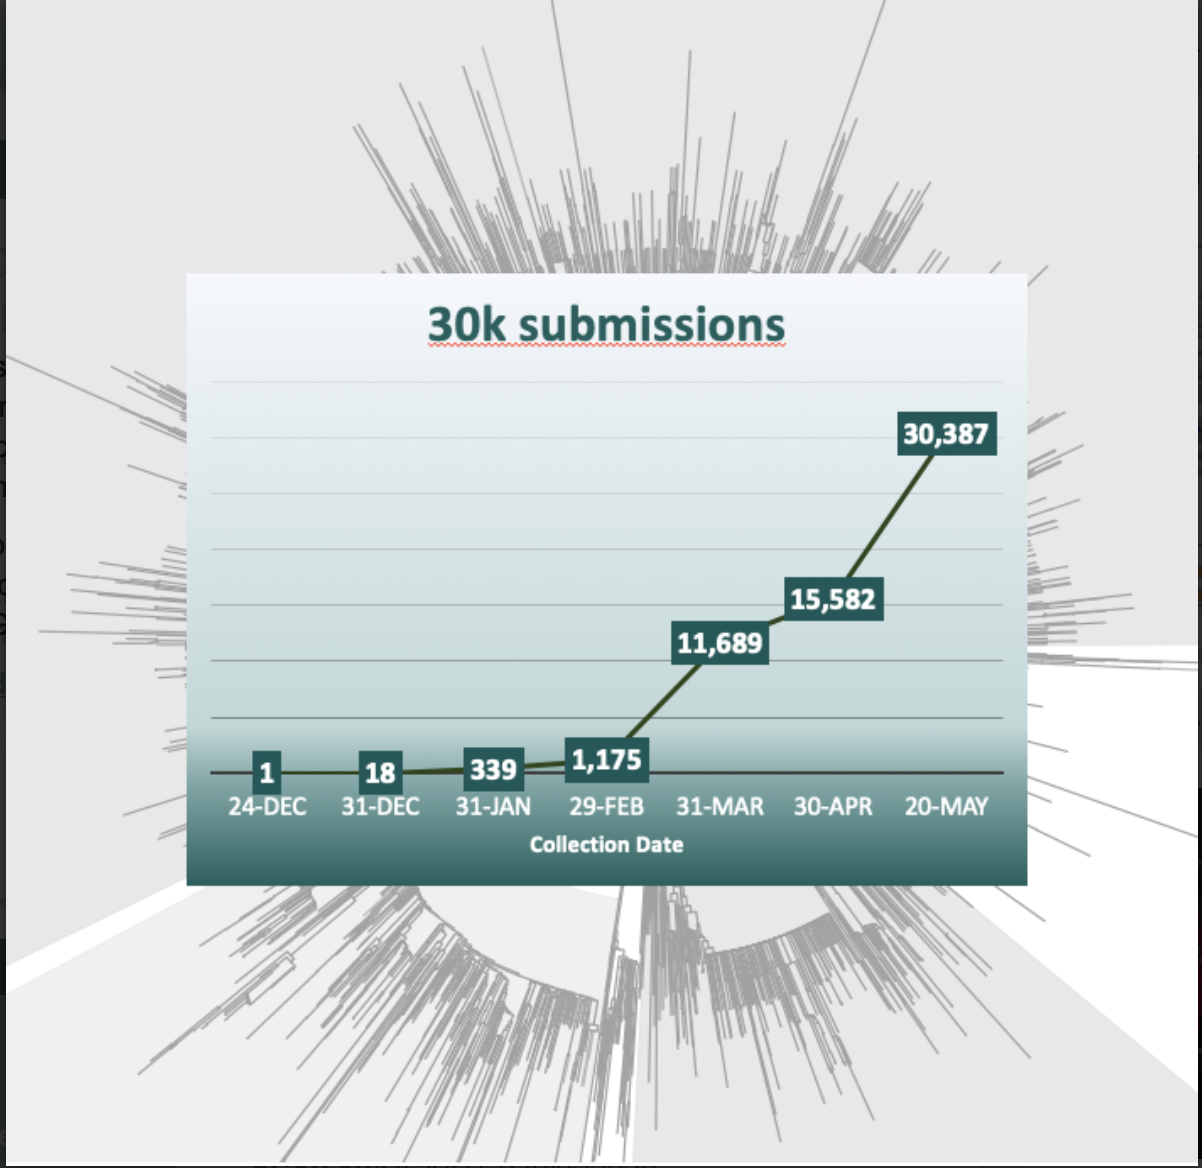 30k submissions
30,387
15,582
11,689
1,175
339
18
1
24-DEC 31-DEC 31-JAN 29-FEB 31-MAR 30-APR 20-MAY
Collection Date